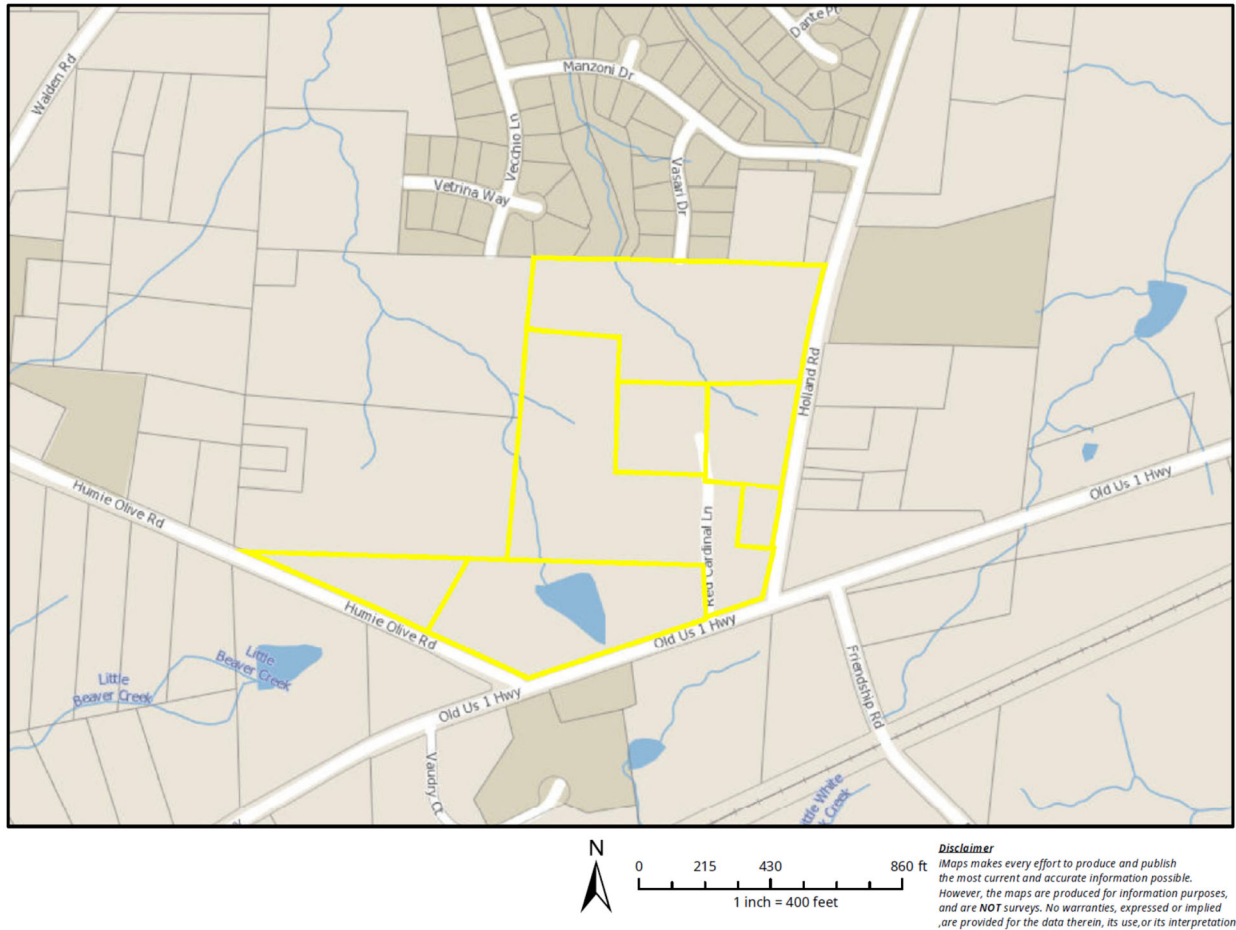 Dante Pl
Walden Rd
Manzoni Dr
Vecchio Ln
Vasari Dr
Vetrina Way
Holland Rd
Old Us 1 Hwy
Humie Olive Rd
Red Cardinal Ln
Humie Olive Rd
Old Us 1 Hwy
Little
Beaver Creek
Little
Beaver Creek
Friendship Rd
Old Us 1 Hwy
Vaudry Ct
ittle White
k Creek
N
0 215 430 860 ft
1 inch = 400 feet
Disclaimer
iMaps makes every effort to produce and publish
the most current and accurate information possible.
However, the maps are produced for information purposes,
and are NOT surveys. No warranties, expressed or implied
,are provided for the data therein, its use,or its interpretation